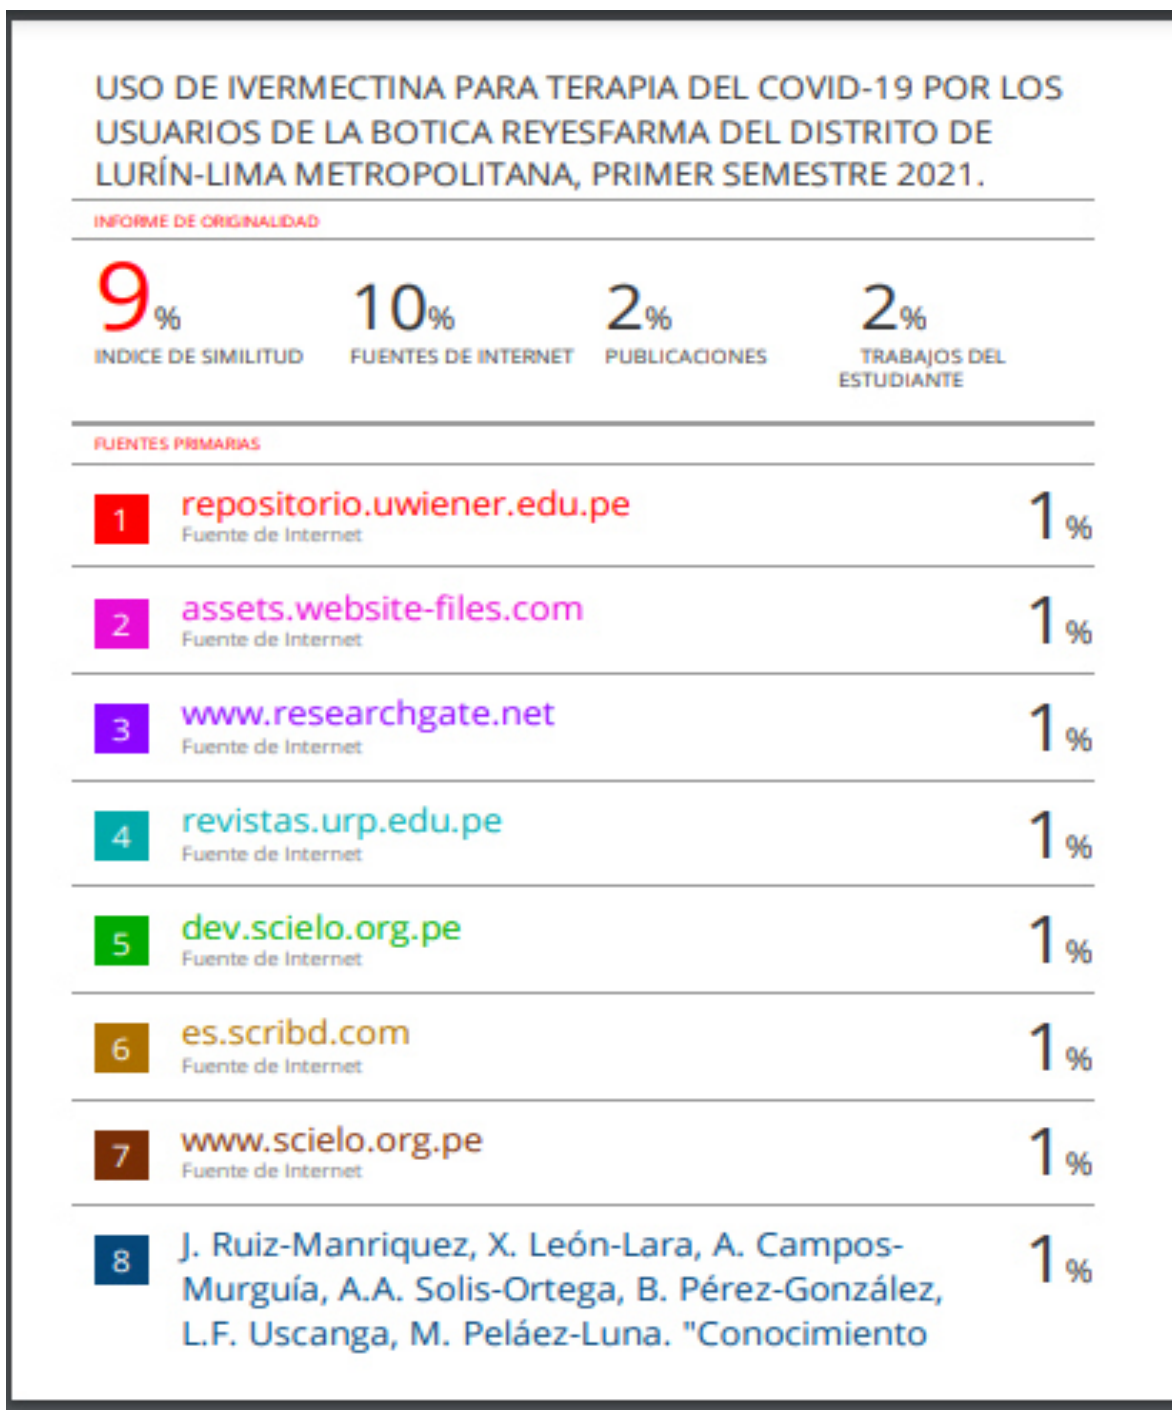 USO DE IVERMECTINA PARA TERAPIA DEL COVID-19 POR LOS
USUARIOS DE LA BOTICA REYESFARMA DEL DISTRITO DE
LURÍN-LIMA METROPOLITANA, PRIMER SEMESTRE 2021.
INFORME DE ORIGINALIDAD
9% 10% 2% 2%
INDICE DE SIMILITUD FUENTES DE INTERNET PUBLICACIONES TRABAJOS DEL
ESTUDIANTE
FUENTES PRIMARIAS
1 repositorio.uwiener.edu.pe 1%
Fuente de Internet
2 assets.website-files.com 1%
Fuente de Internet
3 www.researchgate.net 1%
Fuente de Internet
4 revistas.urp.edu.pe 1%
Fuente de Internet
5 dev.scielo.org.pe 1%
Fuente de Internet
6 es.scribd.com 1%
Fuente de Internet
7 www.scielo.org.pe 1%
Fuente de Internet
8 J. Ruiz-Manriquez, X. León-Lara, A. Campos- 1%
Murguía, A.A. Solis-Ortega, B. Pérez-González,
L.F. Uscanga, M. Peláez-Luna. "Conocimiento